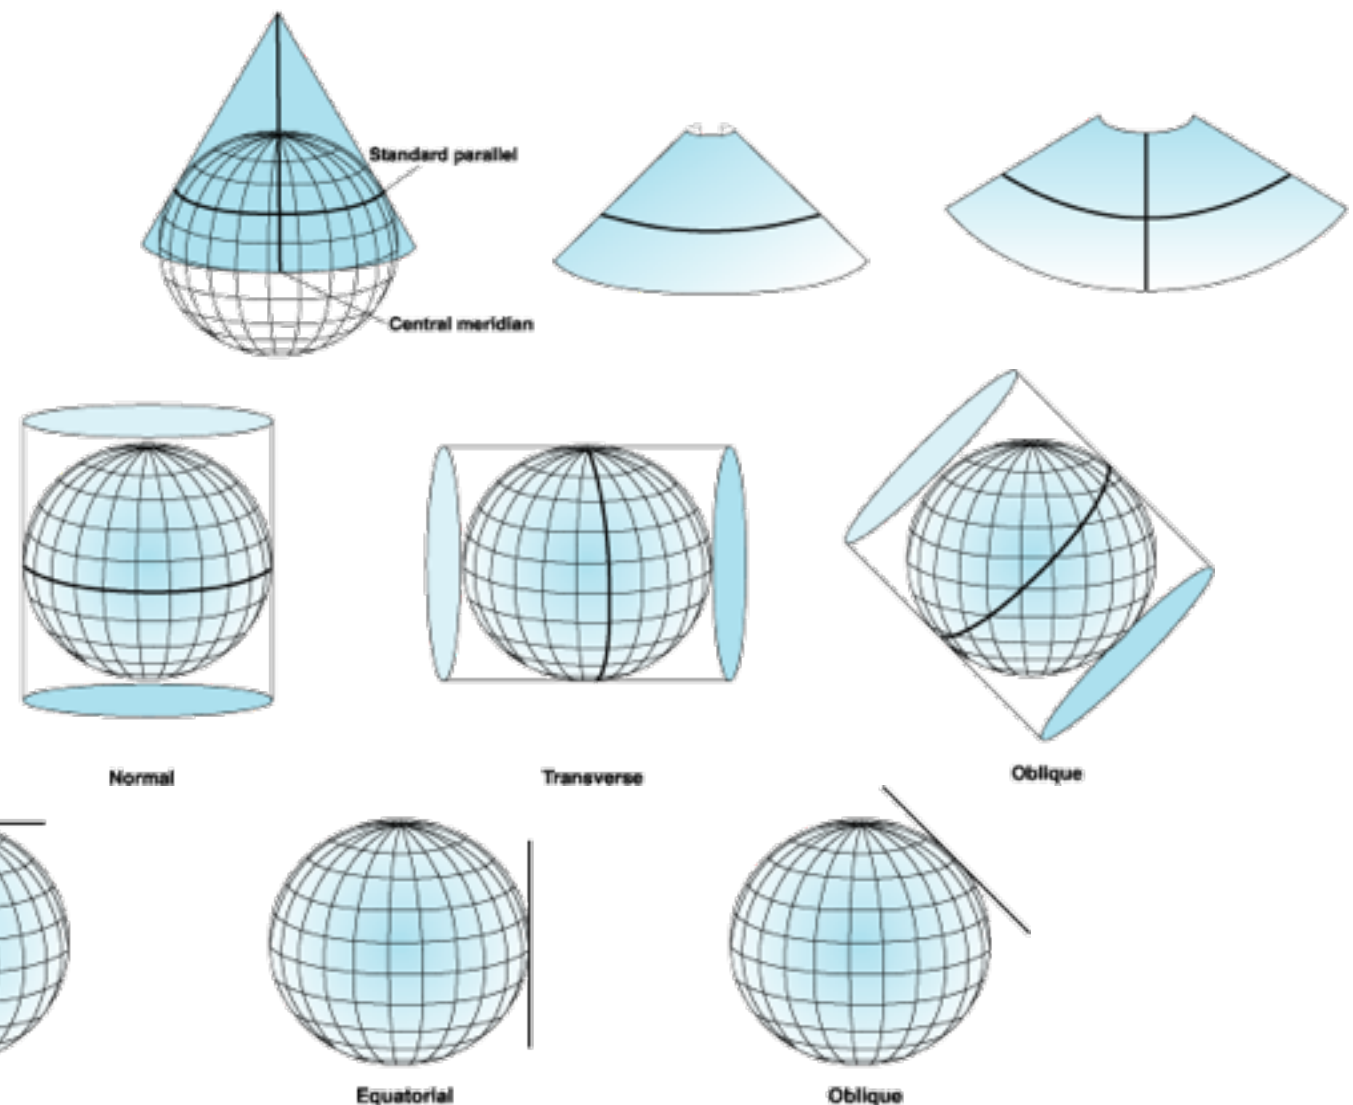 Standard parallel
Central meridian
Normal
Transverse
Oblique
Equatorial
Oblique